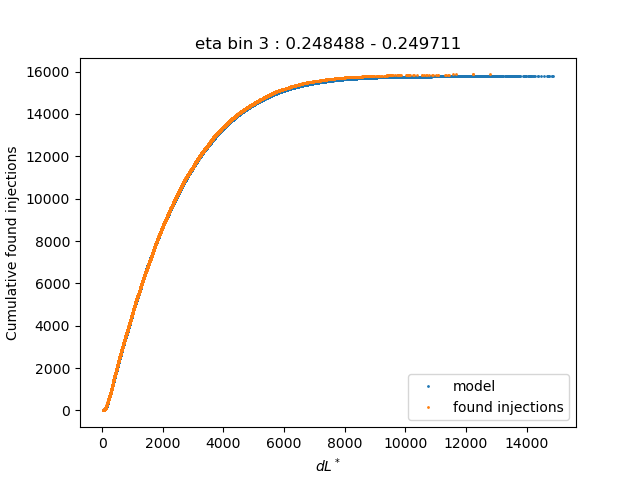 eta bin 3 : 0.248488 - 0.249711
16000
14000
12000
10000
8000
6000
4000
2000
0
Cumulative found injections
model
found injections
0 2000 4000 6000 8000 10000 12000 14000
dL*